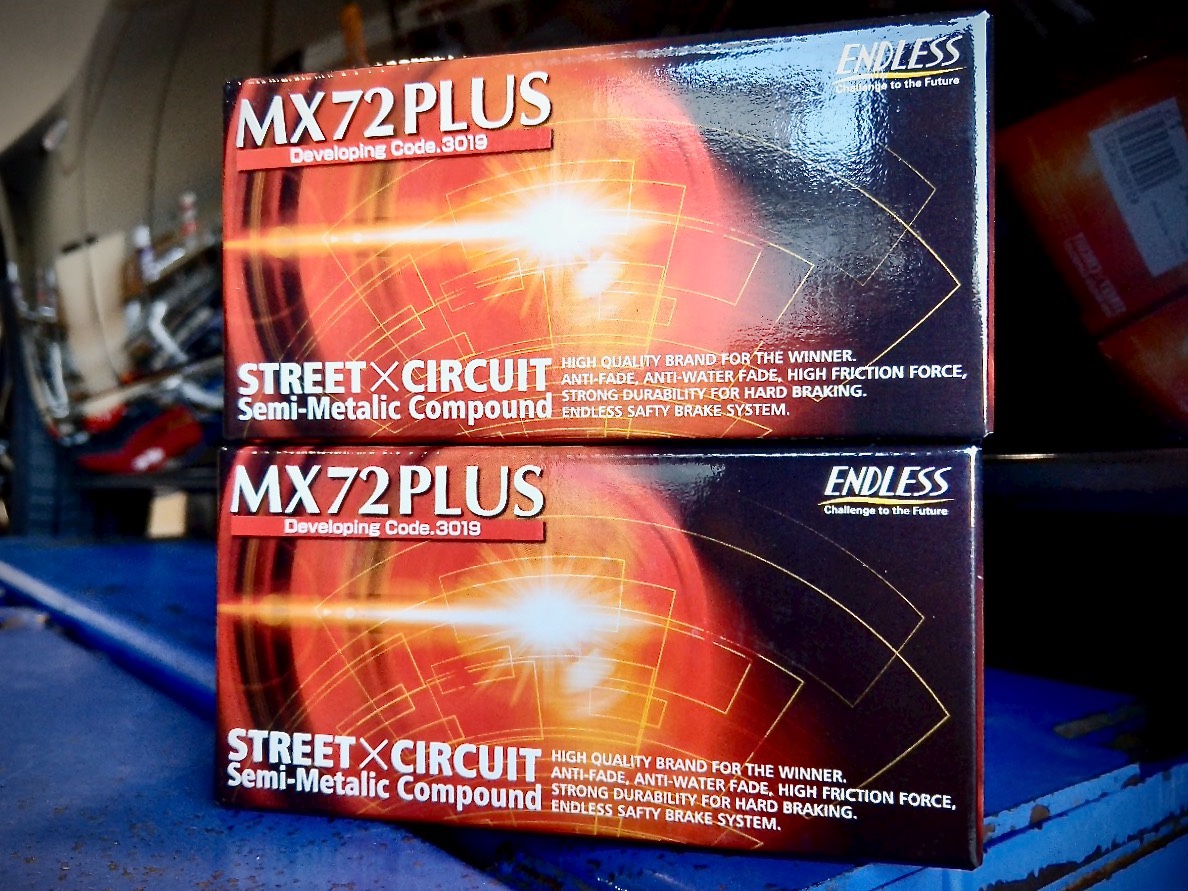 MX72PLUS
Developing Code.3019
ENDLESS
Challenge to the Future
STREET×CIRCUIT
Semi-Metalic Compound
HIGH QUALITY BRAND FOR THE WINNER.
ANTI-FADE, ANTI-WATER FADE, HIGH FRICTION FORCE,
STRONG DURABILITY FOR HARD BRAKING.
ENDLESS SAFTY BRAKE SYSTEM.
MX72PLUS
Developing Code.3019
ENDLESS
Challenge to the Future
STREET×CIRCUIT
Semi-Metalic Compound
HIGH QUALITY BRAND FOR THE WINNER.
ANTI-FADE, ANTI-WATER FADE, HIGH FRICTION FORCE,
STRONG DURABILITY FOR HARD BRAKING.
ENDLESS SAFTY BRAKE SYSTEM.